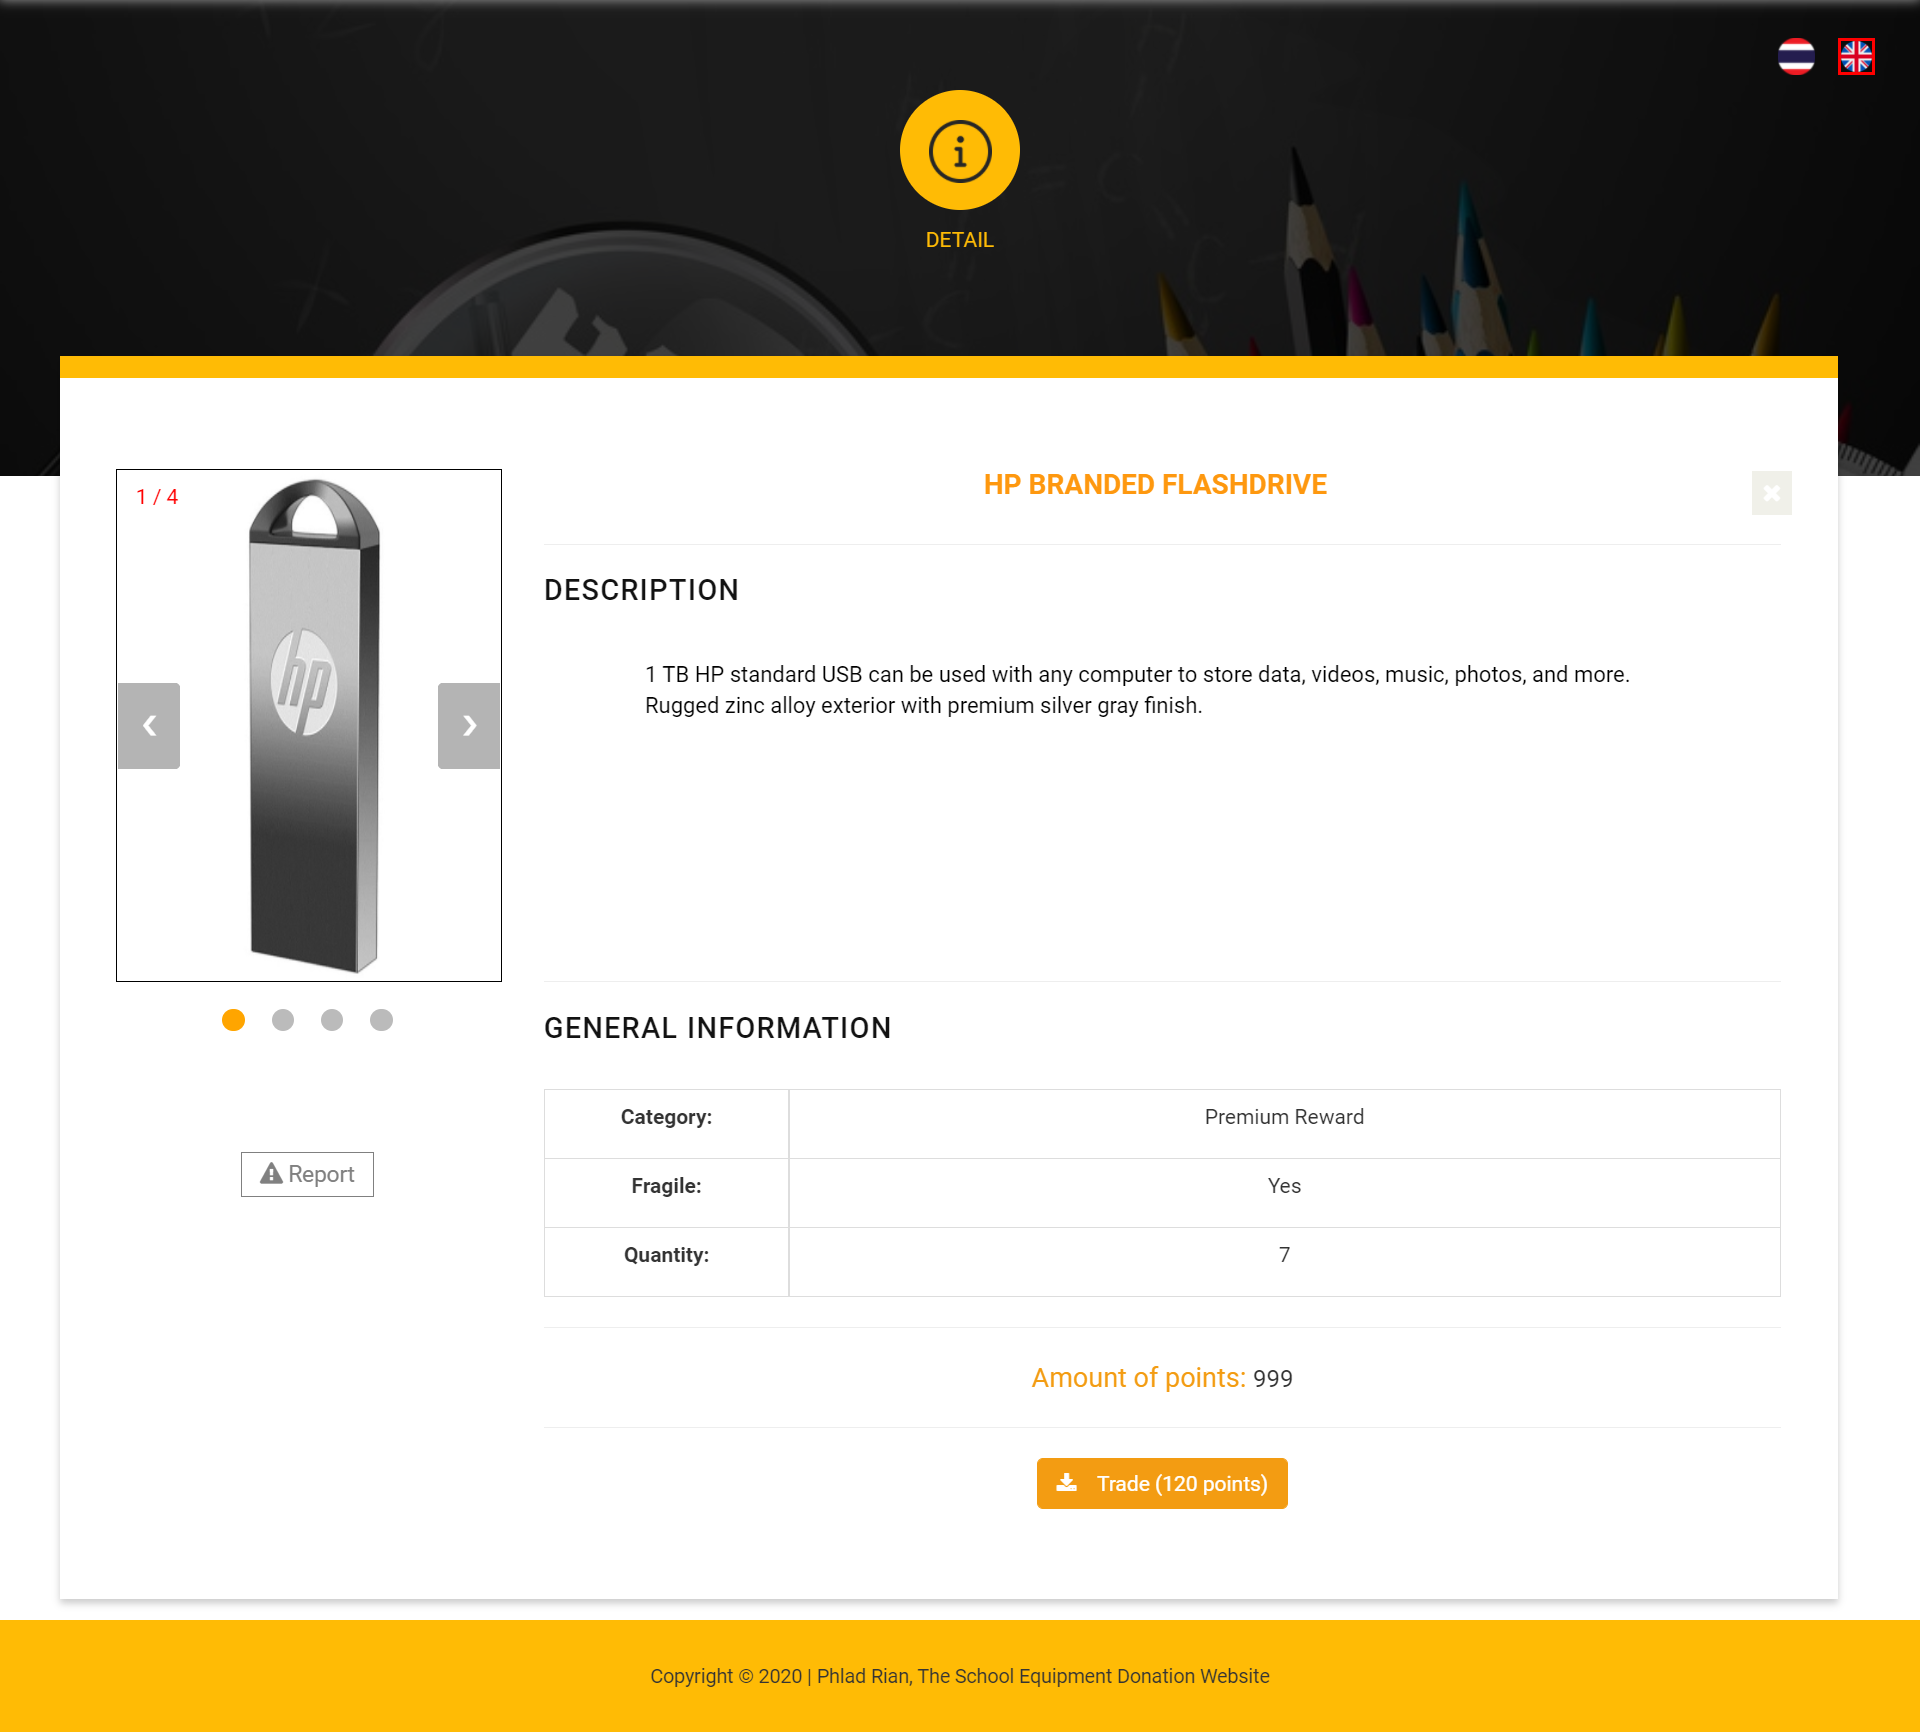 DETAIL
HP BRANDED FLASHDRIVE
1 / 4
hp
DESCRIPTION
1 TB HP standard USB can be used with any computer to store data, videos, music, photos, and more.
Rugged zinc alloy exterior with premium silver gray finish.
GENERAL INFORMATION
Category: Premium Reward
Fragile: Yes
Quantity: 7
Report
Amount of points: 999
Trade (120 points)
Copyright © 2020 | Phlad Rian, The School Equipment Donation Website